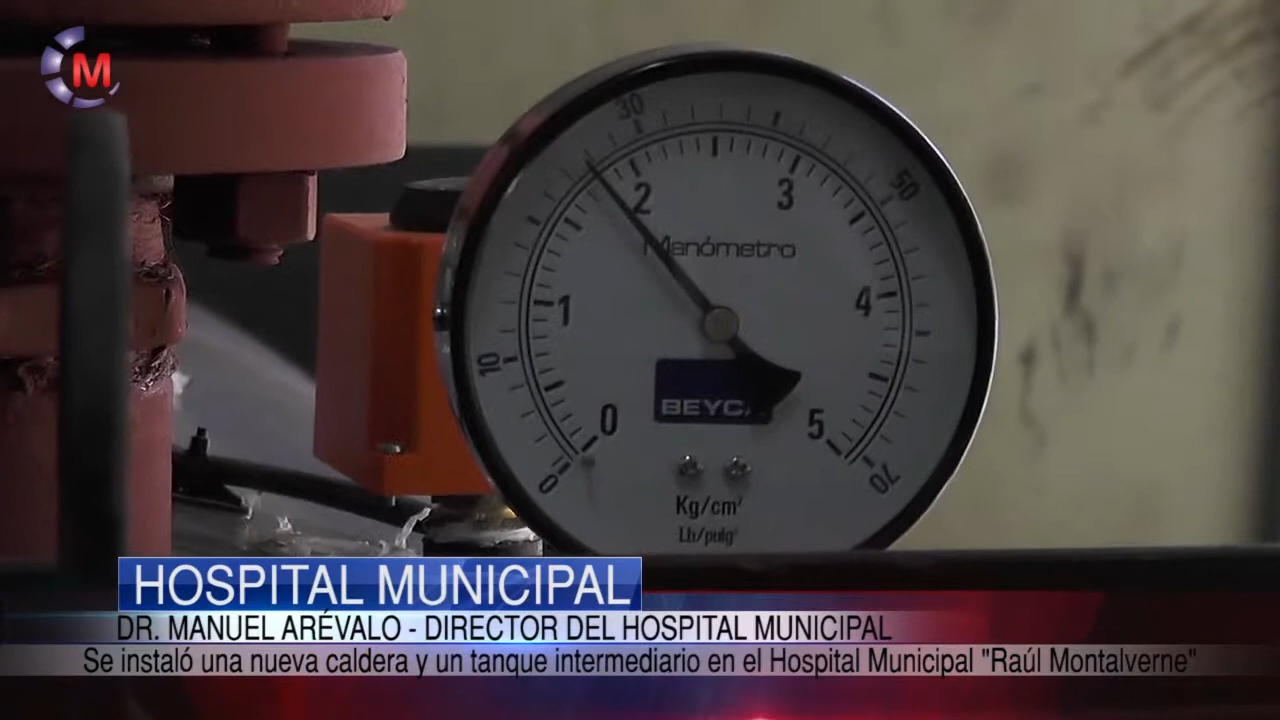 M
30
50
2
3
Manómetro
1
4
10
0
5
BEYCA
0
70
Kg/cm²
Lb/pulg²
HOSPITAL MUNICIPAL
DR. MANUEL ARÉVALO - DIRECTOR DEL HOSPITAL MUNICIPAL
Se instaló una nueva caldera y un tanque intermediario en el Hospital Municipal "Raúl Montalverne"